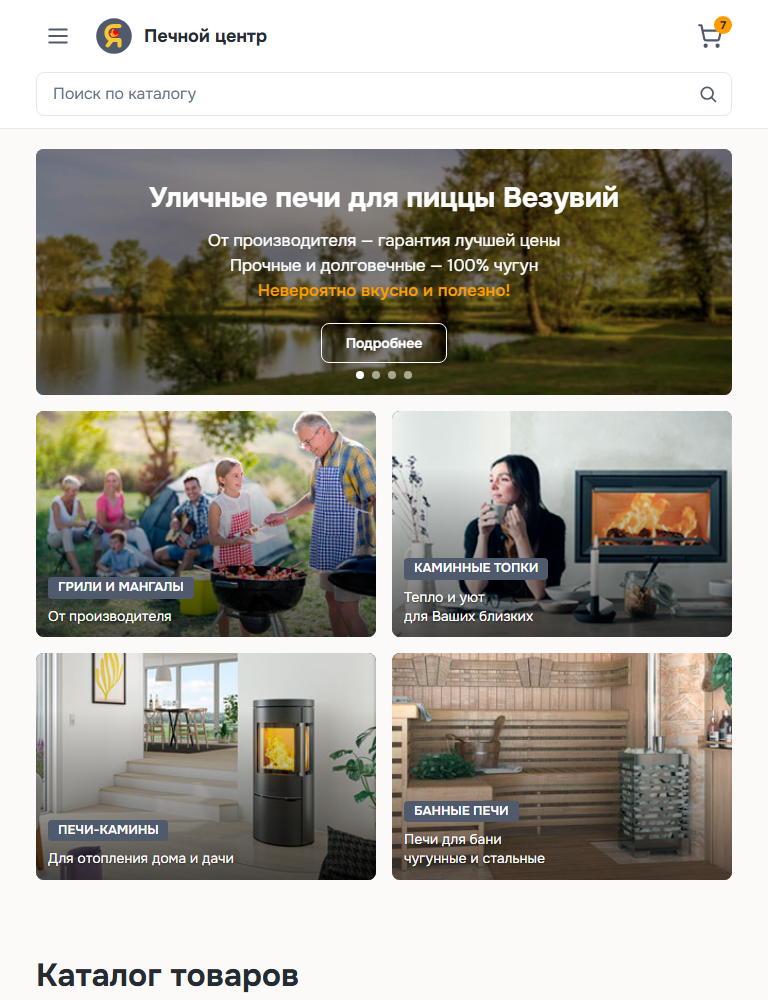 Печной центр
7
Поиск по каталогу
Уличные печи для пиццы Везувий
От производителя — гарантия лучшей цены
Прочные и долговечные — 100% чугун
Невероятно вкусно и полезно!
Подробнее
ГРИЛИ И МАНГАЛЫ
От производителя
КАМИННЫЕ ТОПКИ
Тепло и уют
для Ваших близких
ПЕЧИ-КАМИНЫ
Для отопления дома и дачи
БАННЫЕ ПЕЧИ
Печи для бани
чугунные и стальные
Каталог товаров